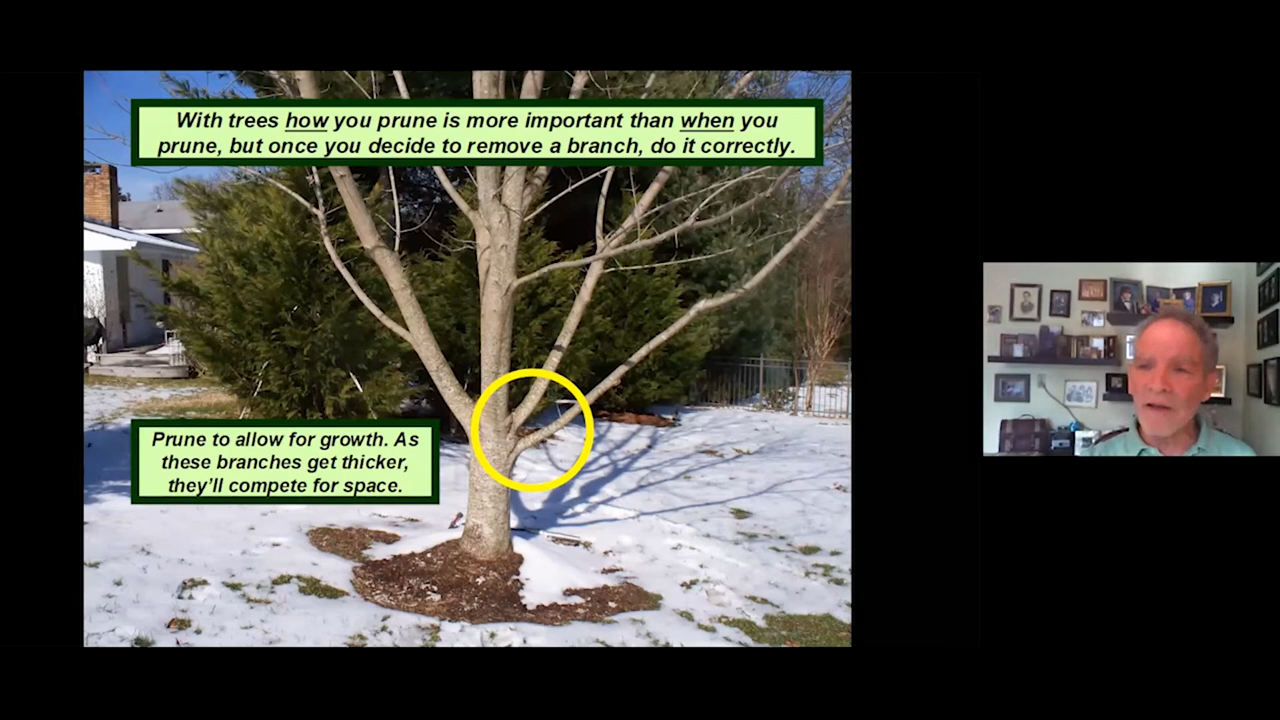 With trees how you prune is more important than when you
prune, but once you decide to remove a branch, do it correctly.
Prune to allow for growth. As
these branches get thicker,
they'll compete for space.